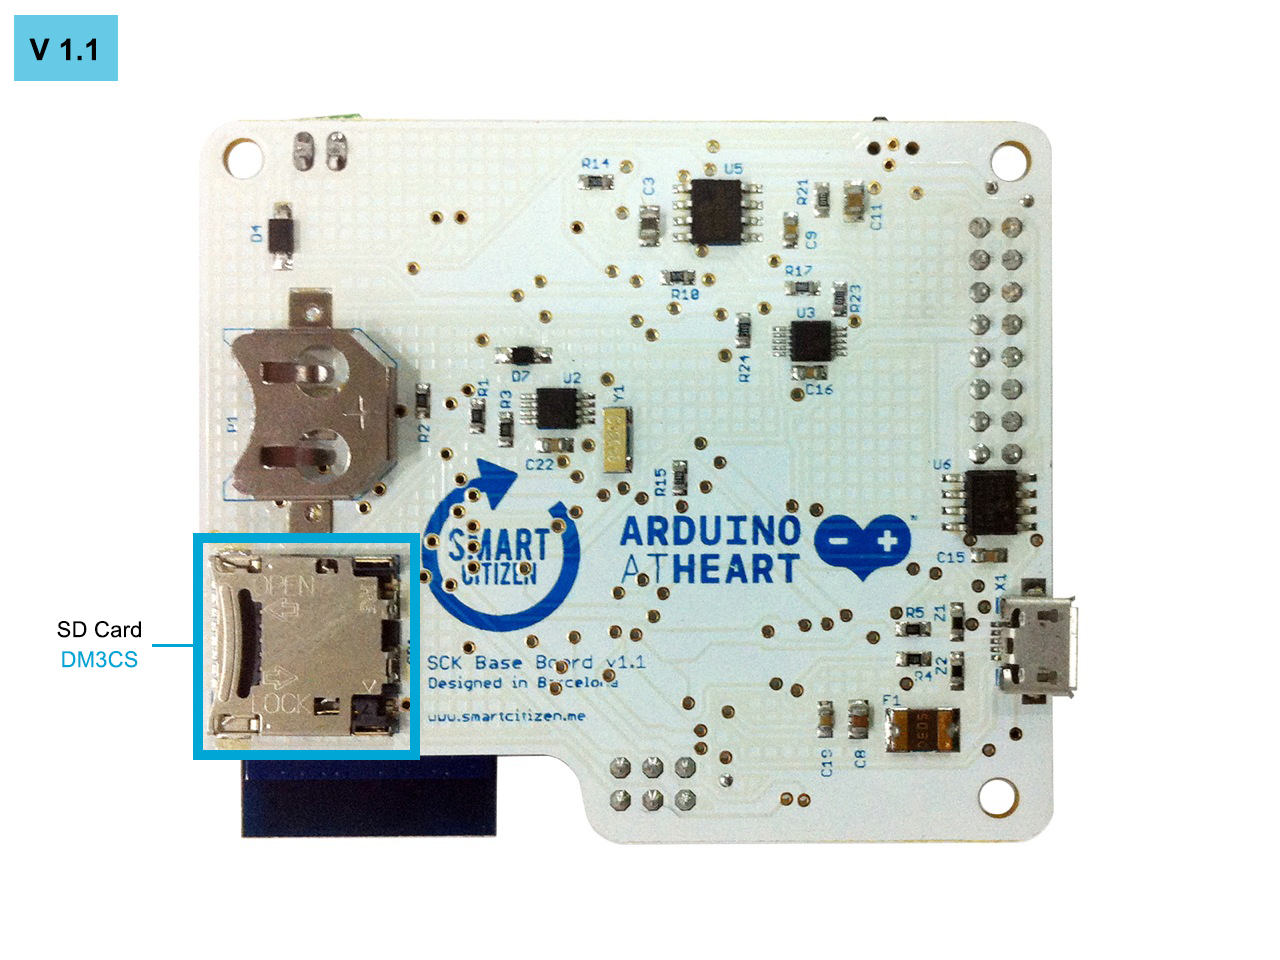 V 1.1
R14
U5
C3
R21
C11
C9
D4
R10
R17
R23
U3
R24
C16
D7
U2
Y1
R1
R3
R2
P1
C22
R15
U6
SMART
CITIZEN
ARDUINO
AT HEART
C15
X1
OPEN
LOCK
SD Card
DM3CS
R5
Z1
R4
Z2
SCK Base Board v1.1
Designed in Barcelona
www.smartcitizen.me
F1
C19
C8